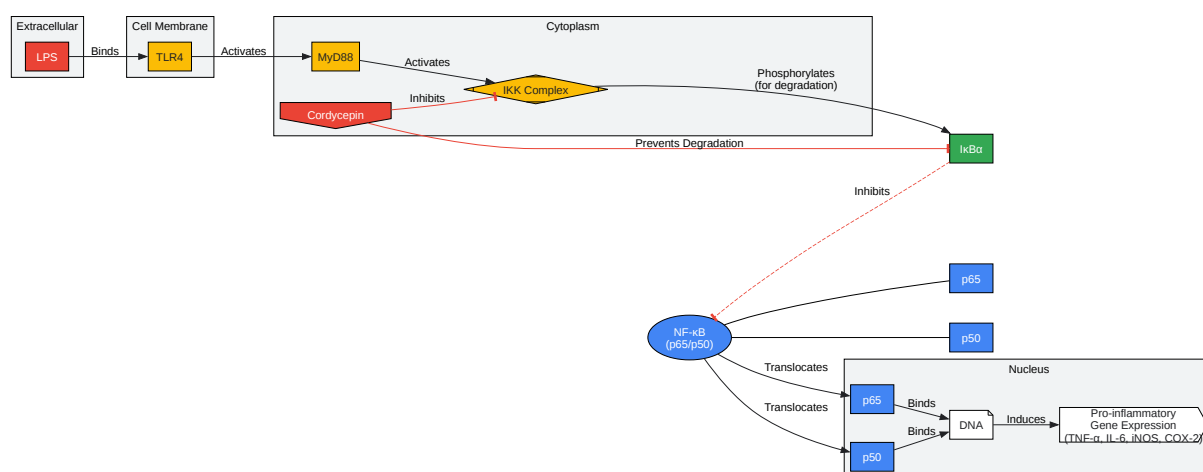 Extracellular
Cell Membrane
Cytoplasm
LPS
Binds
TLR4
Activates
MyD88
Activates
IKK Complex
Phosphorylates
(for degradation)
Inhibits
Cordycepin
Prevents Degradation
IκBα
Inhibits
p65
NF-κB
(p65/p50)
p50
Translocates
Nucleus
p65
Binds
Translocates
DNA
Induces
Pro-inflammatory
Gene Expression
(TNF-α, IL-6, iNOS, COX-2)
Binds
p50